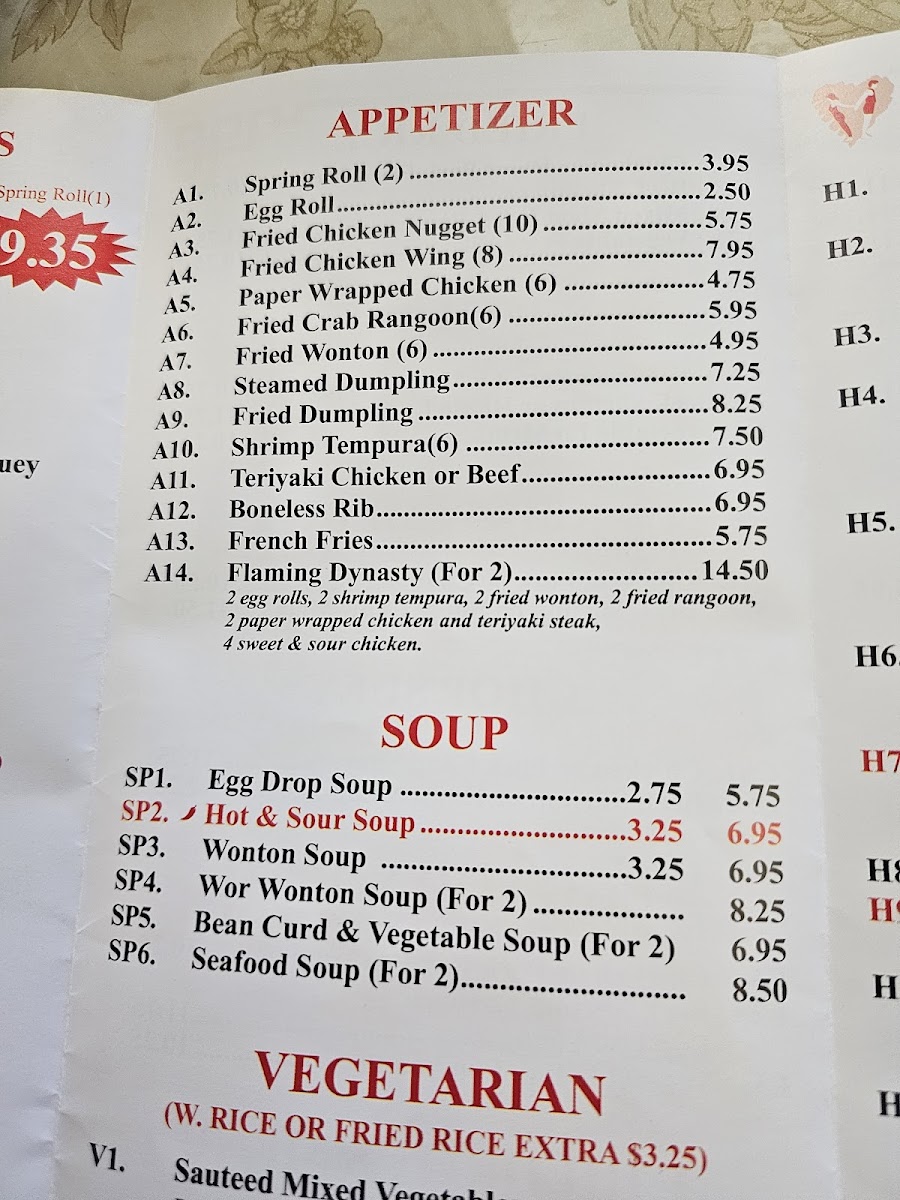 S
Spring Roll(1)
9.35
uey
APPETIZER
A1. Spring Roll (2) 3.95
A2. Egg Roll 2.50
A3. Fried Chicken Nugget (10) 5.75
A4. Fried Chicken Wing (8) 7.95
A5. Paper Wrapped Chicken (6) 4.75
A6. Fried Crab Rangoon(6) 5.95
A7. Fried Wonton (6) 4.95
A8. Steamed Dumpling 7.25
A9. Fried Dumpling 8.25
A10. Shrimp Tempura(6) 7.50
A11. Teriyaki Chicken or Beef 6.95
A12. Boneless Rib 6.95
A13. French Fries 5.75
A14. Flaming Dynasty (For 2) 14.50
2 egg rolls, 2 shrimp tempura, 2 fried wonton, 2 fried rangoon,
2 paper wrapped chicken and teriyaki steak,
4 sweet & sour chicken.
SOUP
SP1. Egg Drop Soup 2.75 5.75
SP2. Hot & Sour Soup 3.25 6.95
SP3. Wonton Soup 3.25 6.95
SP4. Wor Wonton Soup (For 2) 8.25
SP5. Bean Curd & Vegetable Soup (For 2) 6.95
SP6. Seafood Soup (For 2) 8.50
VEGETARIAN
(W. RICE OR FRIED RICE EXTRA $3.25)
V1. Sauteed Mixed Vegetable
H1.
H2.
H3.
H4.
H5.
H6.
H7
H8
H9
H
H